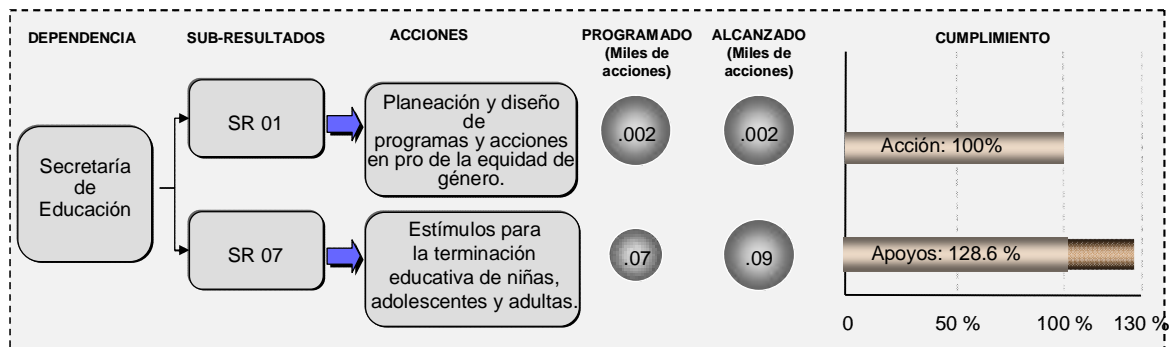 DEPENDENCIA
SUB-RESULTADOS
ACCIONES
PROGRAMADO
(Miles de
acciones)
ALCANZADO
(Miles de
acciones)
CUMPLIMIENTO
Secretaría
de
Educación
SR 01
Planeación y diseño
de
programas y acciones
en pro de la equidad de
género.
.002
.002
Acción: 100%
SR 07
Estímulos para
la terminación
educativa de niñas,
adolescentes y adultas.
.07
.09
Apoyos: 128.6 %
0
50 %
100 %
130 %